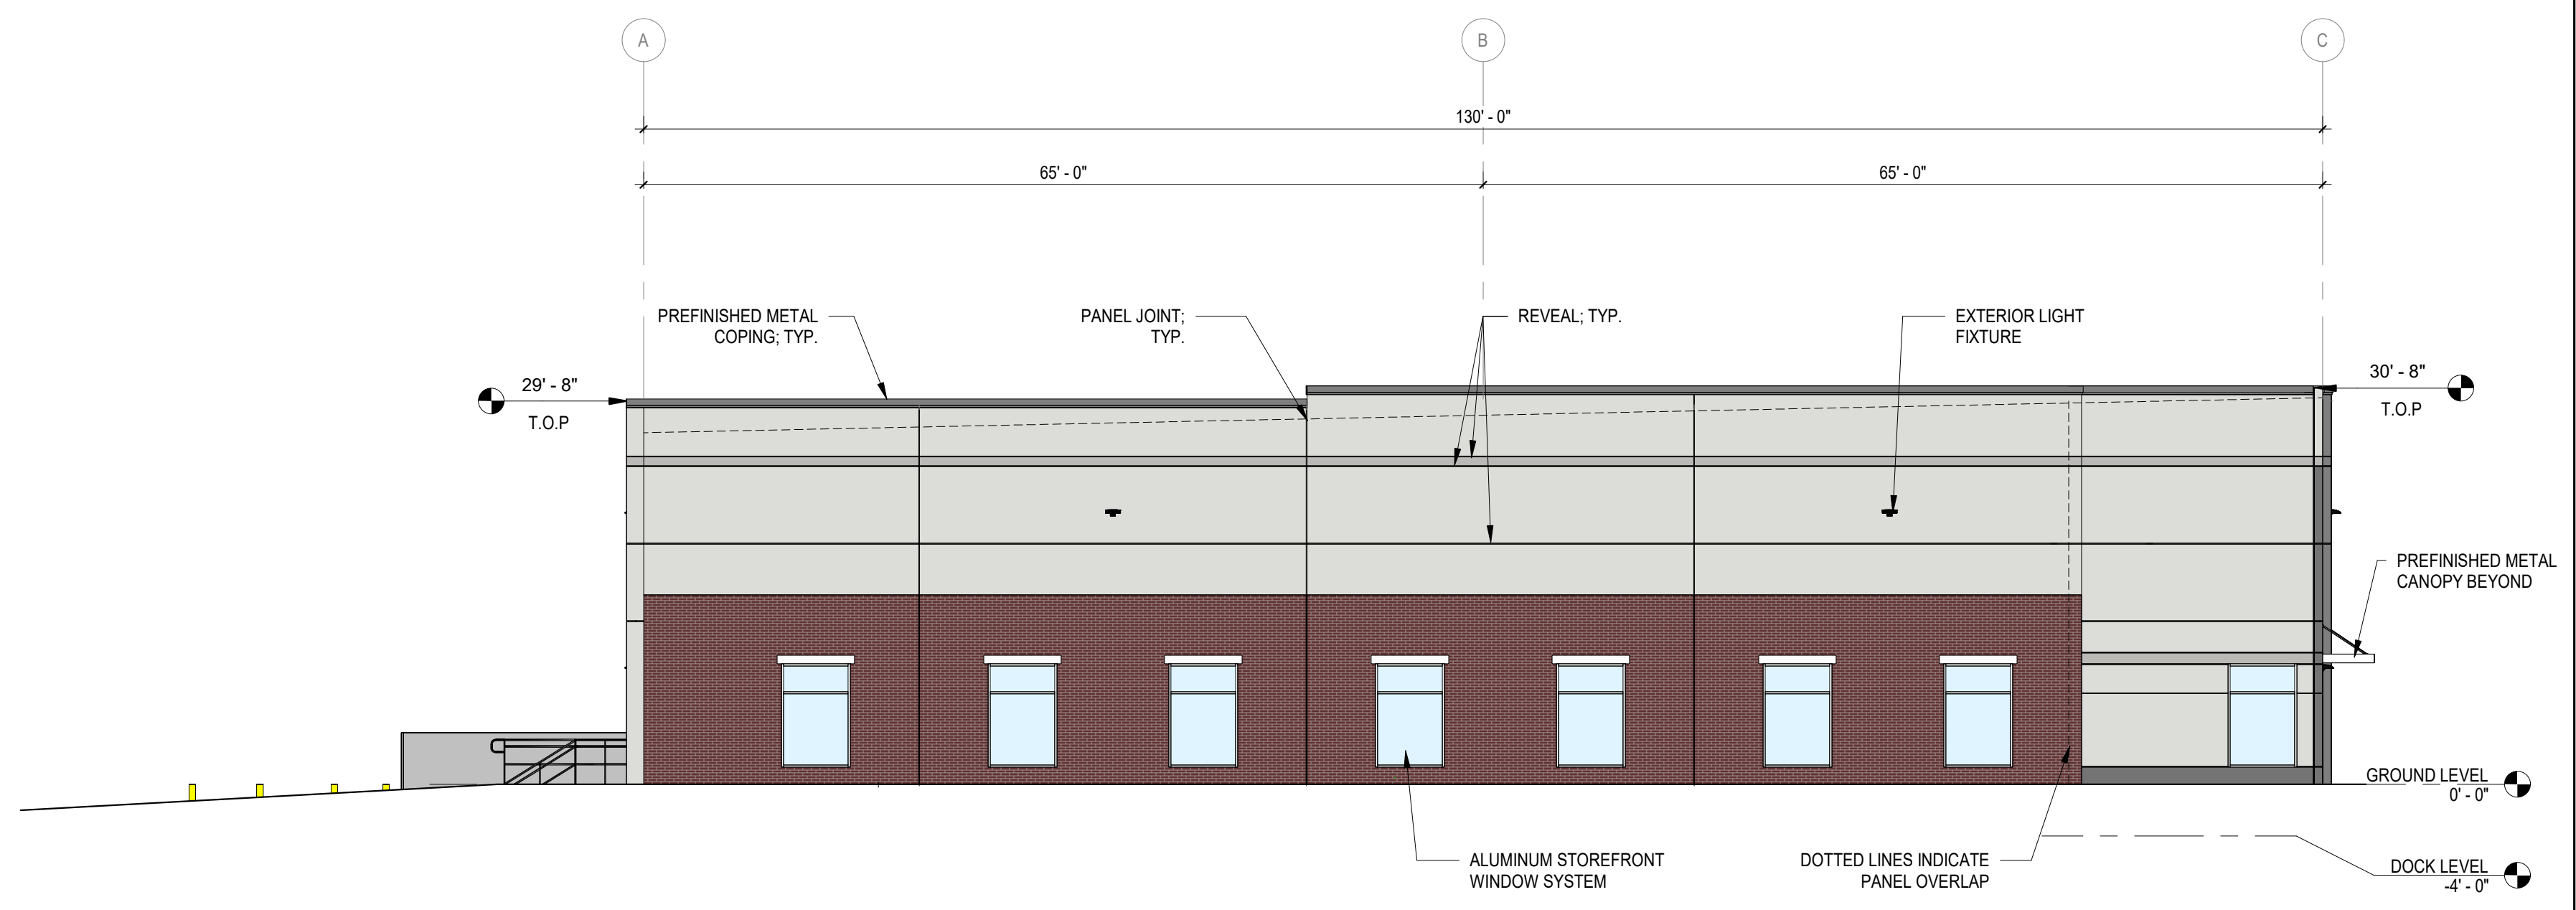 A
B
C
130' - 0"
65' - 0"
65' - 0"
PREFINISHED METAL
COPING; TYP.
PANEL JOINT;
TYP.
REVEAL; TYP.
EXTERIOR LIGHT
FIXTURE
29' - 8"
T.O.P
30' - 8"
T.O.P
PREFINISHED METAL
CANOPY BEYOND
GROUND LEVEL
0' - 0"
ALUMINUM STOREFRONT
WINDOW SYSTEM
DOTTED LINES INDICATE
PANEL OVERLAP
DOCK LEVEL
-4' - 0"